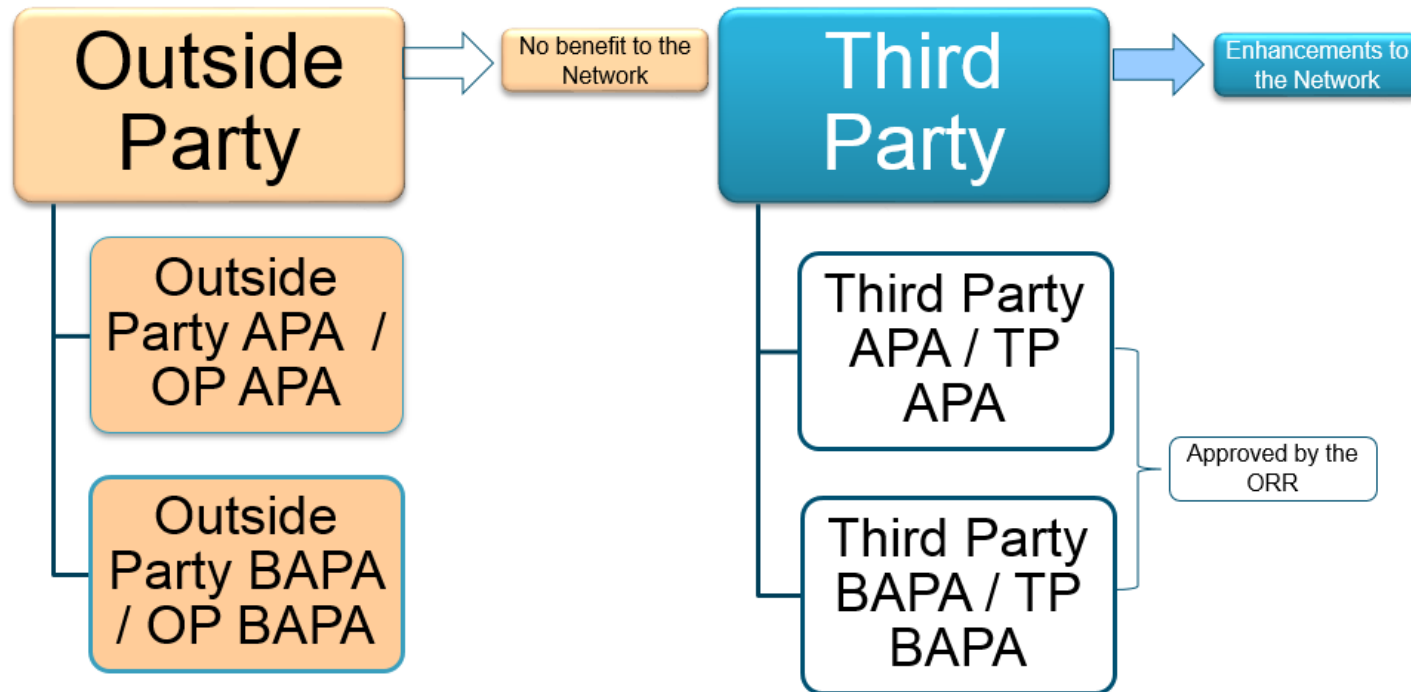 Outside
Party
No benefit to the
Network
Outside
Party APA /
OP APA
Outside
Party BAPA
/ OP BAPA
Third
Party
Enhancements to
the Network
Third Party
APA / TP
APA
Third Party
BAPA / TP
BAPA
Approved by the
ORR